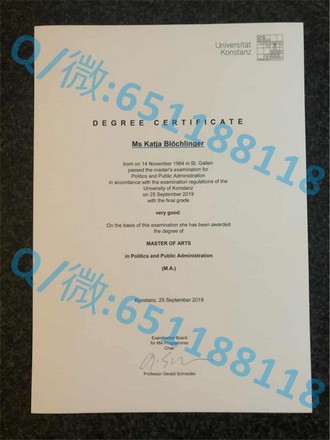 Universität
Konstanz
DEGREE CERTIFICATE
Ms Katja Blöchlinger
born on 14 November 1994 in St. Gallen
passed the master's examination for
Politics and Public Administration
in accordance with the examination regulations of the
University of Konstanz
on 25 September 2019
with the final grade
very good
On the basis of this examination she has been awarded
the degree of
MASTER OF ARTS
in Politics and Public Administration
(M.A.)
Konstanz, 25 September 2019
Examination Board
for MA Programmes
Chair
Professor Gerald Schneider
Q/微:651188118
Q/微:651188118
Q/微:651188118